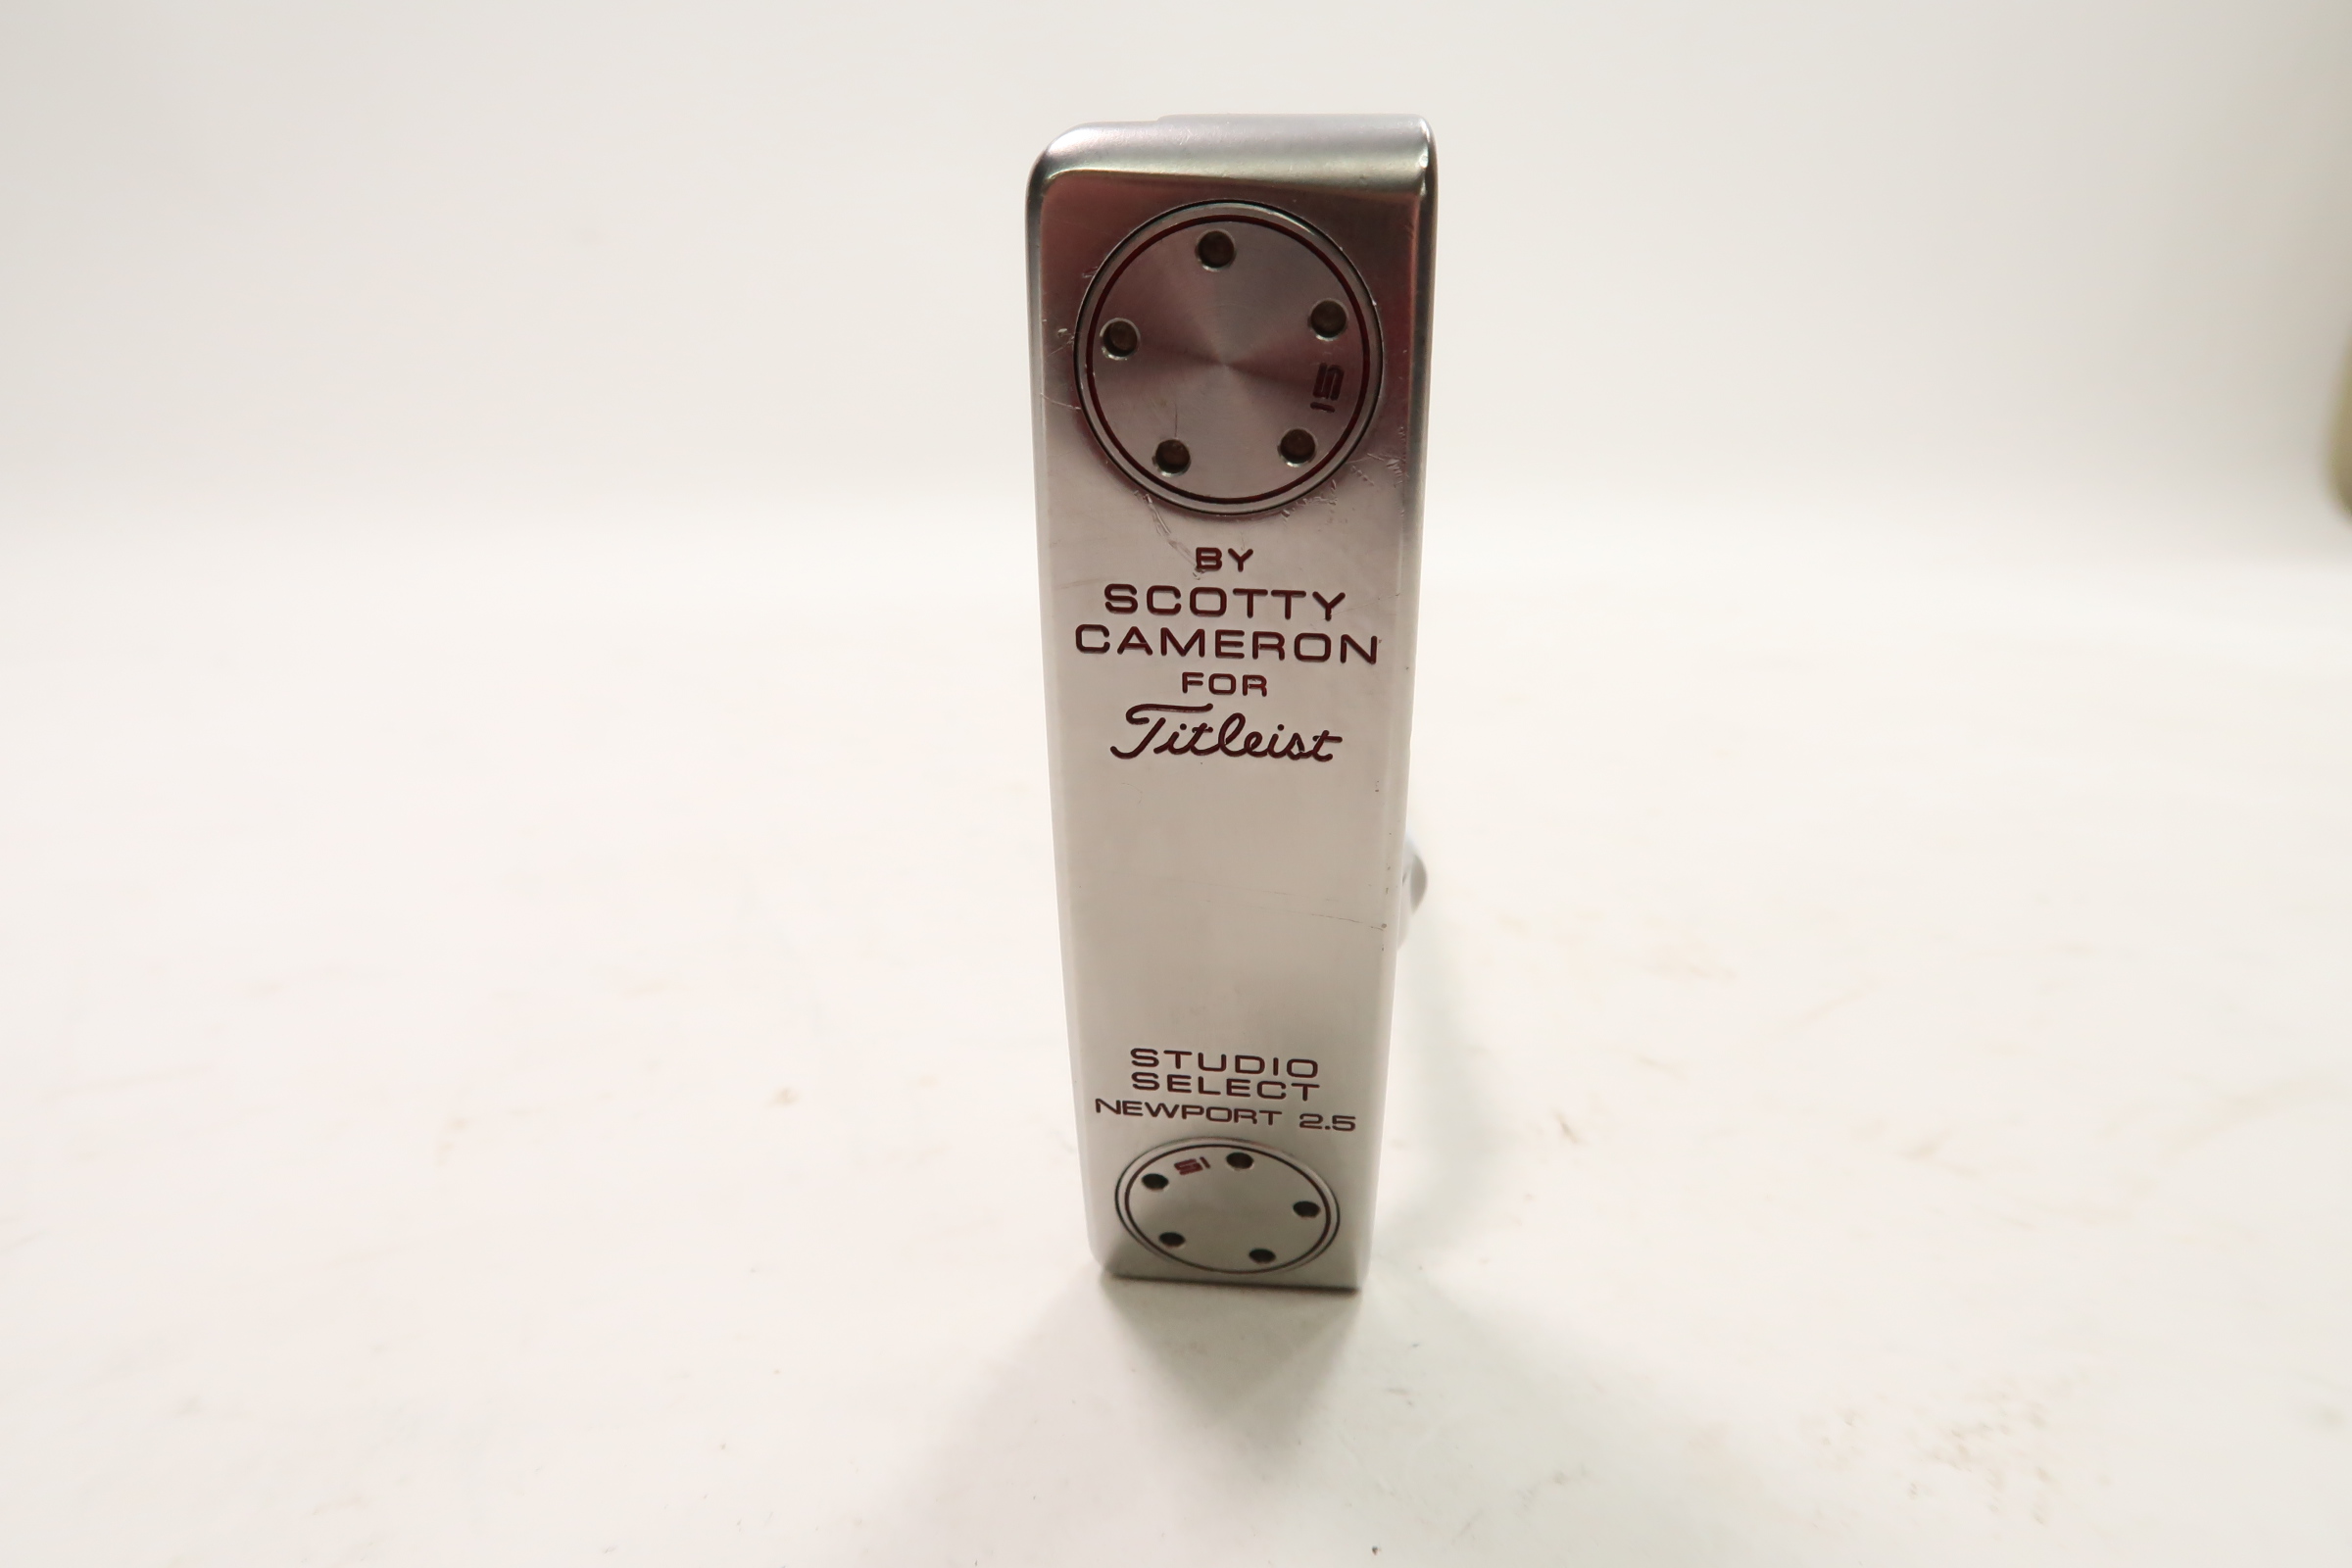 15
BY
SCOTTY
CAMERON
FOR
Titleist
STUDIO
SELECT
NEWPORT 2.5
15